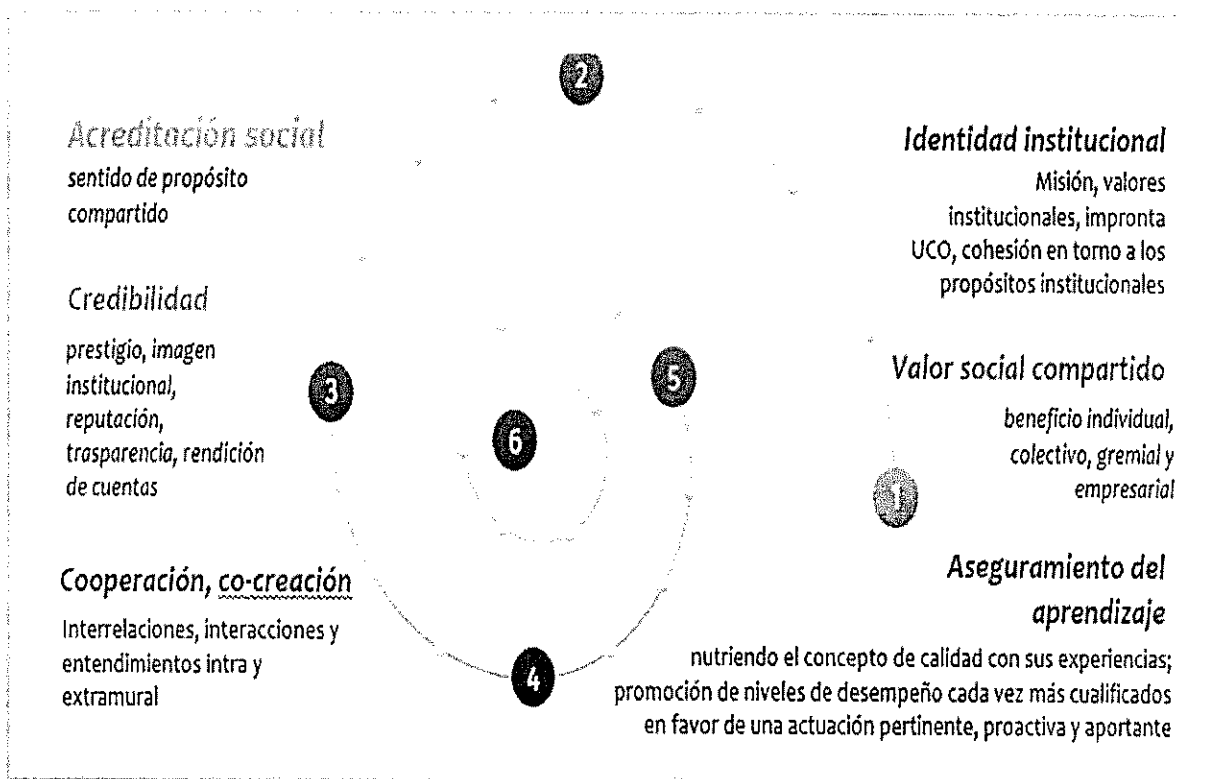 2
Acreditación social
sentido de propósito
compartido
Identidad institucional
Misión, valores
institucionales, impronta
UCO, cohesión en torno a los
propósitos institucionales
Credibilidad
prestigio, imagen
institucional,
reputación,
trasparencia, rendición
de cuentas
3
5
6
Valor social compartido
beneficio individual,
colectivo, gremial y
empresarial
1
Cooperación, co-creación
Interrelaciones, interacciones y
entendimientos intra y
extramural
4
Aseguramiento del
aprendizaje
nutriendo el concepto de calidad con sus experiencias;
promoción de niveles de desempeño cada vez más cualificados
en favor de una actuación pertinente, proactiva y aportante